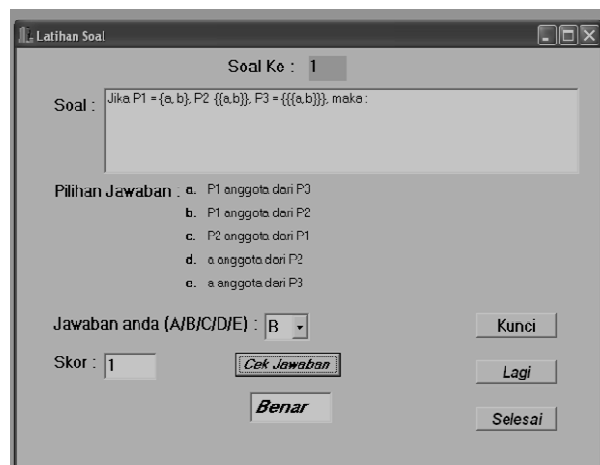 Latihan Soal
Soal Ke : 1
Soal : Jika P1 = {a, b}, P2 {{a,b}}, P3 = {{{a,b}}}, maka :
Pilihan Jawaban : a. P1 anggota dari P3
b. P1 anggota dari P2
c. P2 anggota dari P1
d. a anggota dari P2
e. a anggota dari P3
Jawaban anda (A/B/C/D/E) : B
Kunci
Skor : 1
Cek Jawaban
Lagi
Benar
Selesai